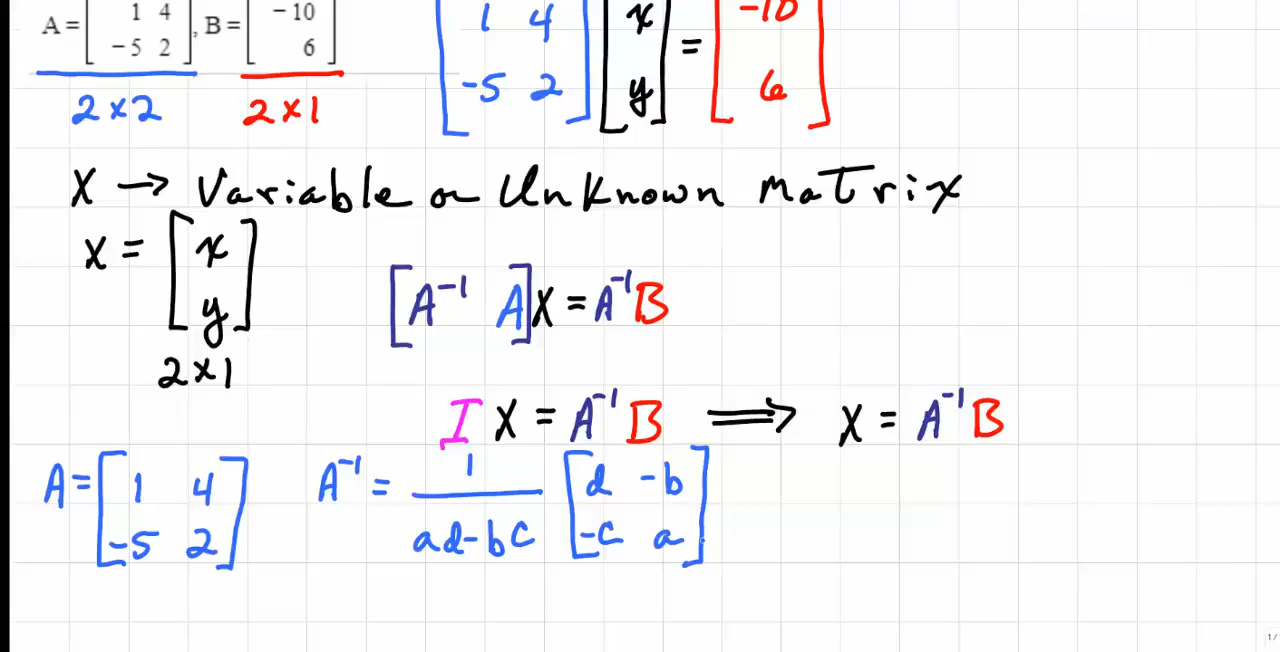 A = [ 1 4 ], B = [ -10 ] [ 1 4 ] [ x ] = [ -10 ]
[ -5 2 ] [ 6 ] [ -5 2 ] [ y ] [ 6 ]
2 x 2 2 x 1
X → Variable or Unknown Matrix
X = [ x ]
[ y ]
2 x 1
[A⁻¹ A]X = A⁻¹B
I X = A⁻¹B ⟹ X = A⁻¹B
A = [ 1 4 ] A⁻¹ = 1 [ d -b ]
[ -5 2 ] ad-bc [ -c a ]
1/